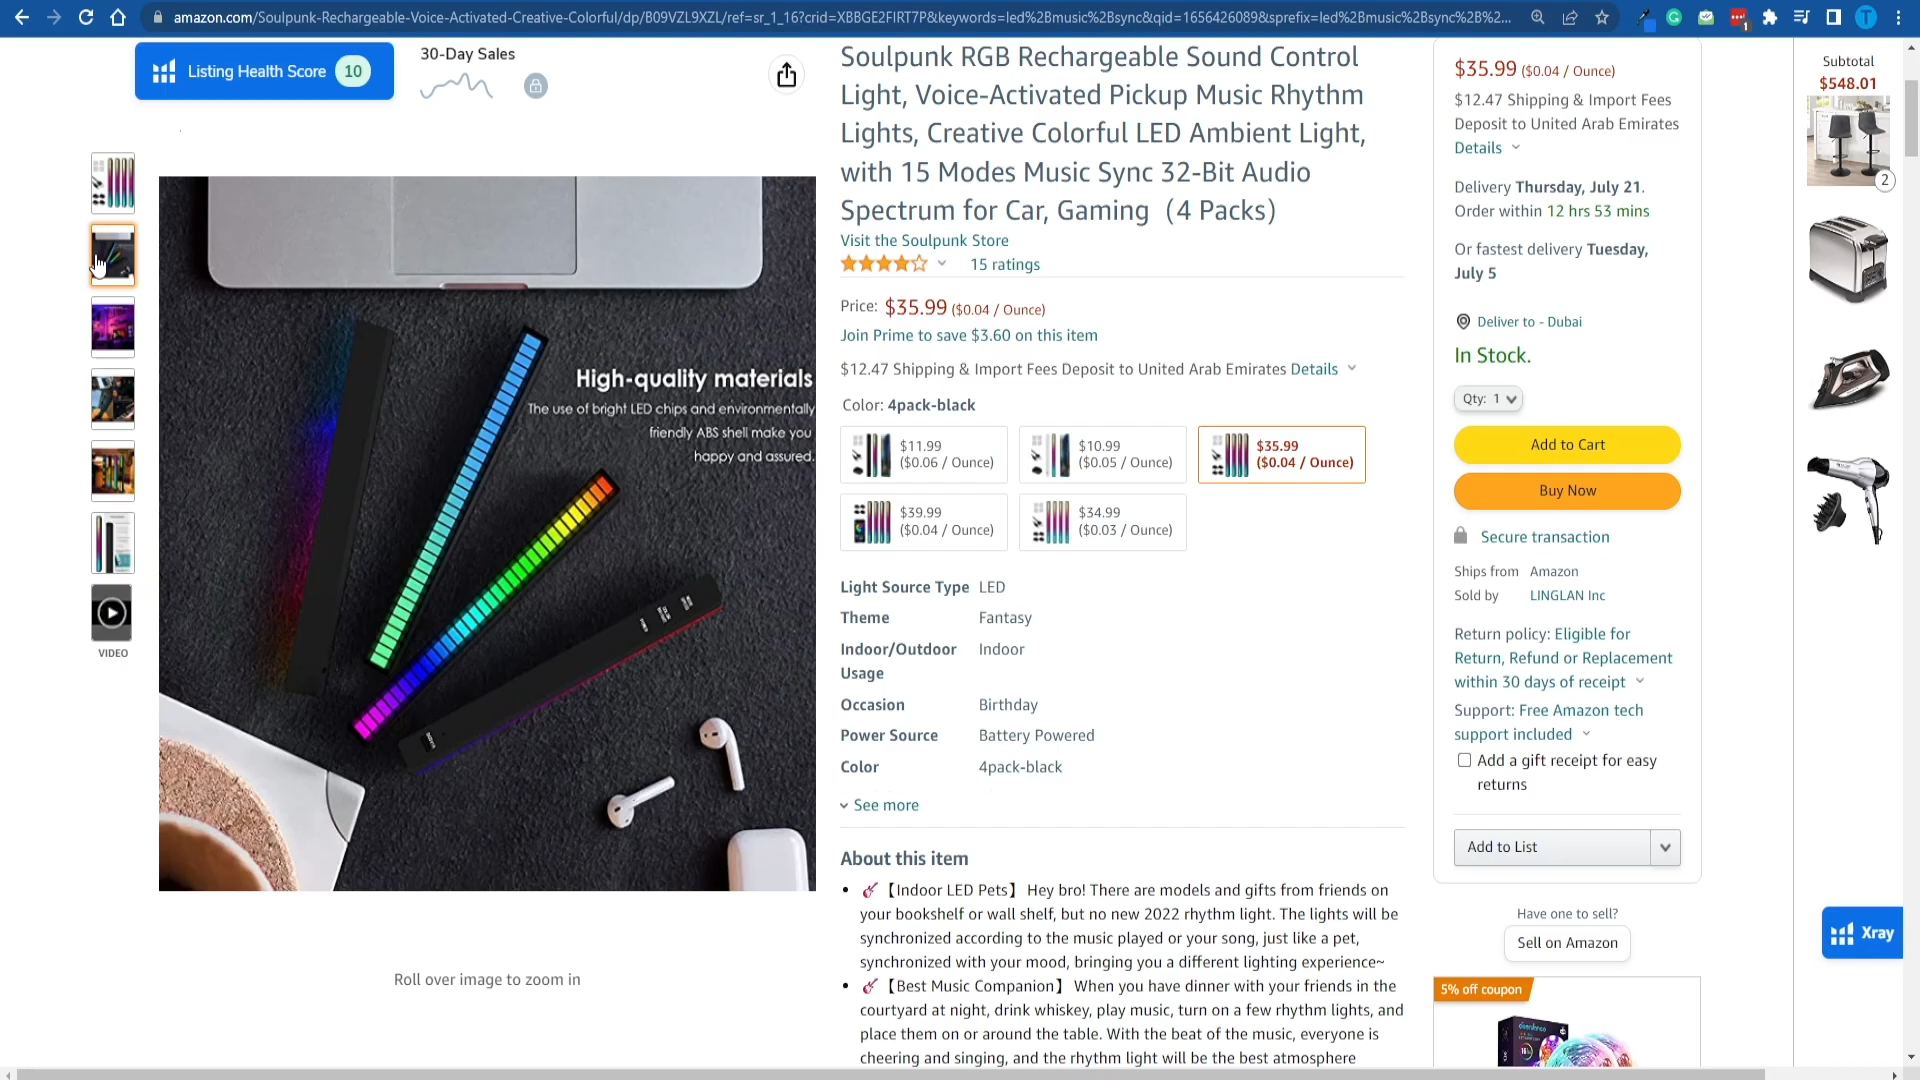 amazon.com/Soulpunk-Rechargeable-Voice-Activated-Creative-Colorful/dp/B09VZL9XZL/ref=sr_1_16?crid=XBBGE2FIRT7P&keywords=led%2Bmusic%2Bsync&qid=1656426089&sprefix=led%2Bmusic%2Bsync%2B%2...
Listing Health Score 10
30-Day Sales
VIDEO
High-quality materials
The use of bright LED chips and environmentally
friendly ABS shell make you
happy and assured.
Roll over image to zoom in
Soulpunk RGB Rechargeable Sound Control
Light, Voice-Activated Pickup Music Rhythm
Lights, Creative Colorful LED Ambient Light,
with 15 Modes Music Sync 32-Bit Audio
Spectrum for Car, Gaming（4 Packs）
Visit the Soulpunk Store
15 ratings
Price: $35.99 ($0.04 / Ounce)
Join Prime to save $3.60 on this item
$12.47 Shipping & Import Fees Deposit to United Arab Emirates Details
Color: 4pack-black
$11.99
($0.06 / Ounce)
$10.99
($0.05 / Ounce)
$35.99
($0.04 / Ounce)
$39.99
($0.04 / Ounce)
$34.99
($0.03 / Ounce)
Light Source Type LED
Theme Fantasy
Indoor/Outdoor Usage Indoor
Occasion Birthday
Power Source Battery Powered
Color 4pack-black
See more
About this item
【Indoor LED Pets】 Hey bro! There are models and gifts from friends on
your bookshelf or wall shelf, but no new 2022 rhythm light. The lights will be
synchronized according to the music played or your song, just like a pet,
synchronized with your mood, bringing you a different lighting experience~
【Best Music Companion】 When you have dinner with your friends in the
courtyard at night, drink whiskey, play music, turn on a few rhythm lights, and
place them on or around the table. With the beat of the music, everyone is
cheering and singing, and the rhythm light will be the best atmosphere
$35.99 ($0.04 / Ounce)
$12.47 Shipping & Import Fees
Deposit to United Arab Emirates
Details
Delivery Thursday, July 21.
Order within 12 hrs 53 mins
Or fastest delivery Tuesday,
July 5
Deliver to - Dubai
In Stock.
Qty: 1
Add to Cart
Buy Now
Secure transaction
Ships from Amazon
Sold by LINGLAN Inc
Return policy: Eligible for
Return, Refund or Replacement
within 30 days of receipt
Support: Free Amazon tech
support included
Add a gift receipt for easy
returns
Add to List
Have one to sell?
Sell on Amazon
5% off coupon
Subtotal
$548.01
2
Xray